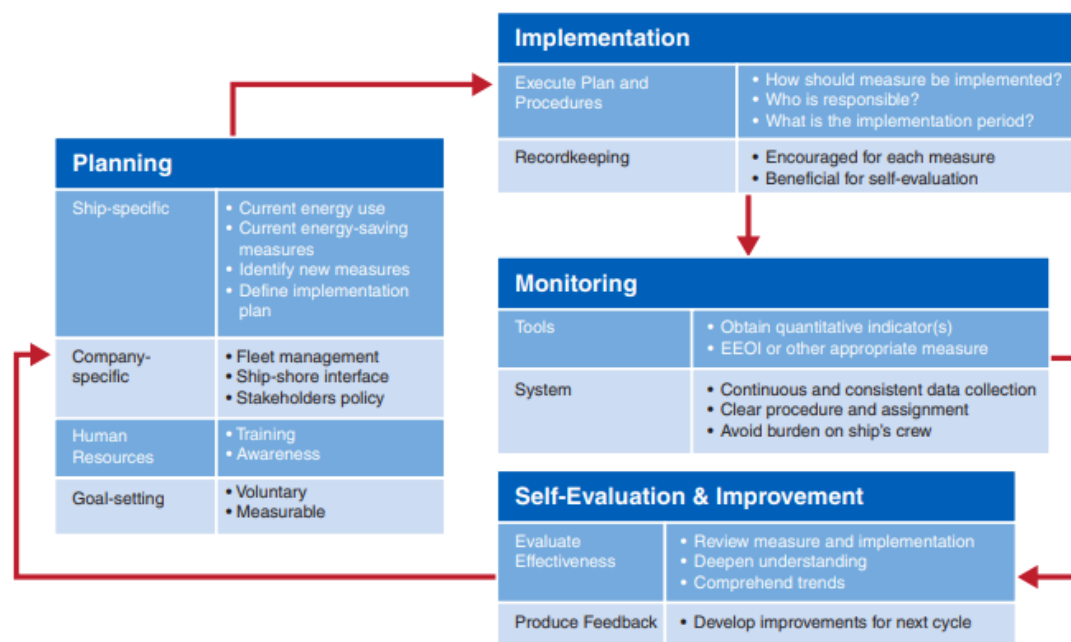 Implementation
Execute Plan and
Procedures
• How should measure be implemented?
• Who is responsible?
• What is the implementation period?
Recordkeeping
• Encouraged for each measure
• Beneficial for self-evaluation
Planning
Ship-specific
• Current energy use
• Current energy-saving
measures
• Identify new measures
• Define implementation
plan
Company-
specific
• Fleet management
• Ship-shore interface
• Stakeholders policy
Human
Resources
• Training
• Awareness
Goal-setting
• Voluntary
• Measurable
Monitoring
Tools
• Obtain quantitative indicator(s)
• EEOI or other appropriate measure
System
• Continuous and consistent data collection
• Clear procedure and assignment
• Avoid burden on ship's crew
Self-Evaluation & Improvement
Evaluate
Effectiveness
• Review measure and implementation
• Deepen understanding
• Comprehend trends
Produce Feedback
• Develop improvements for next cycle